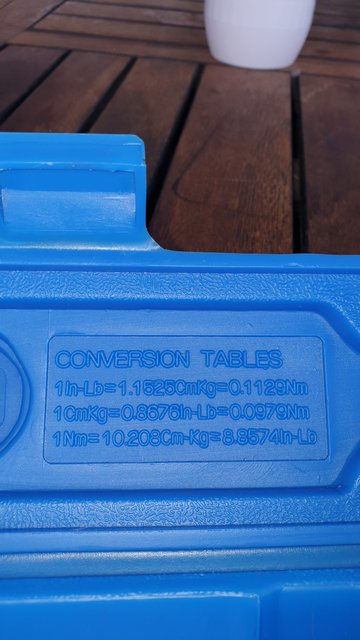 CONVERSION TABLES
1In-Lb=1.1525CmKg=0.1129Nm
1CmKg=0.8676In-Lb=0.0979Nm
1Nm=10.208Cm-Kg=8.8574In-Lb